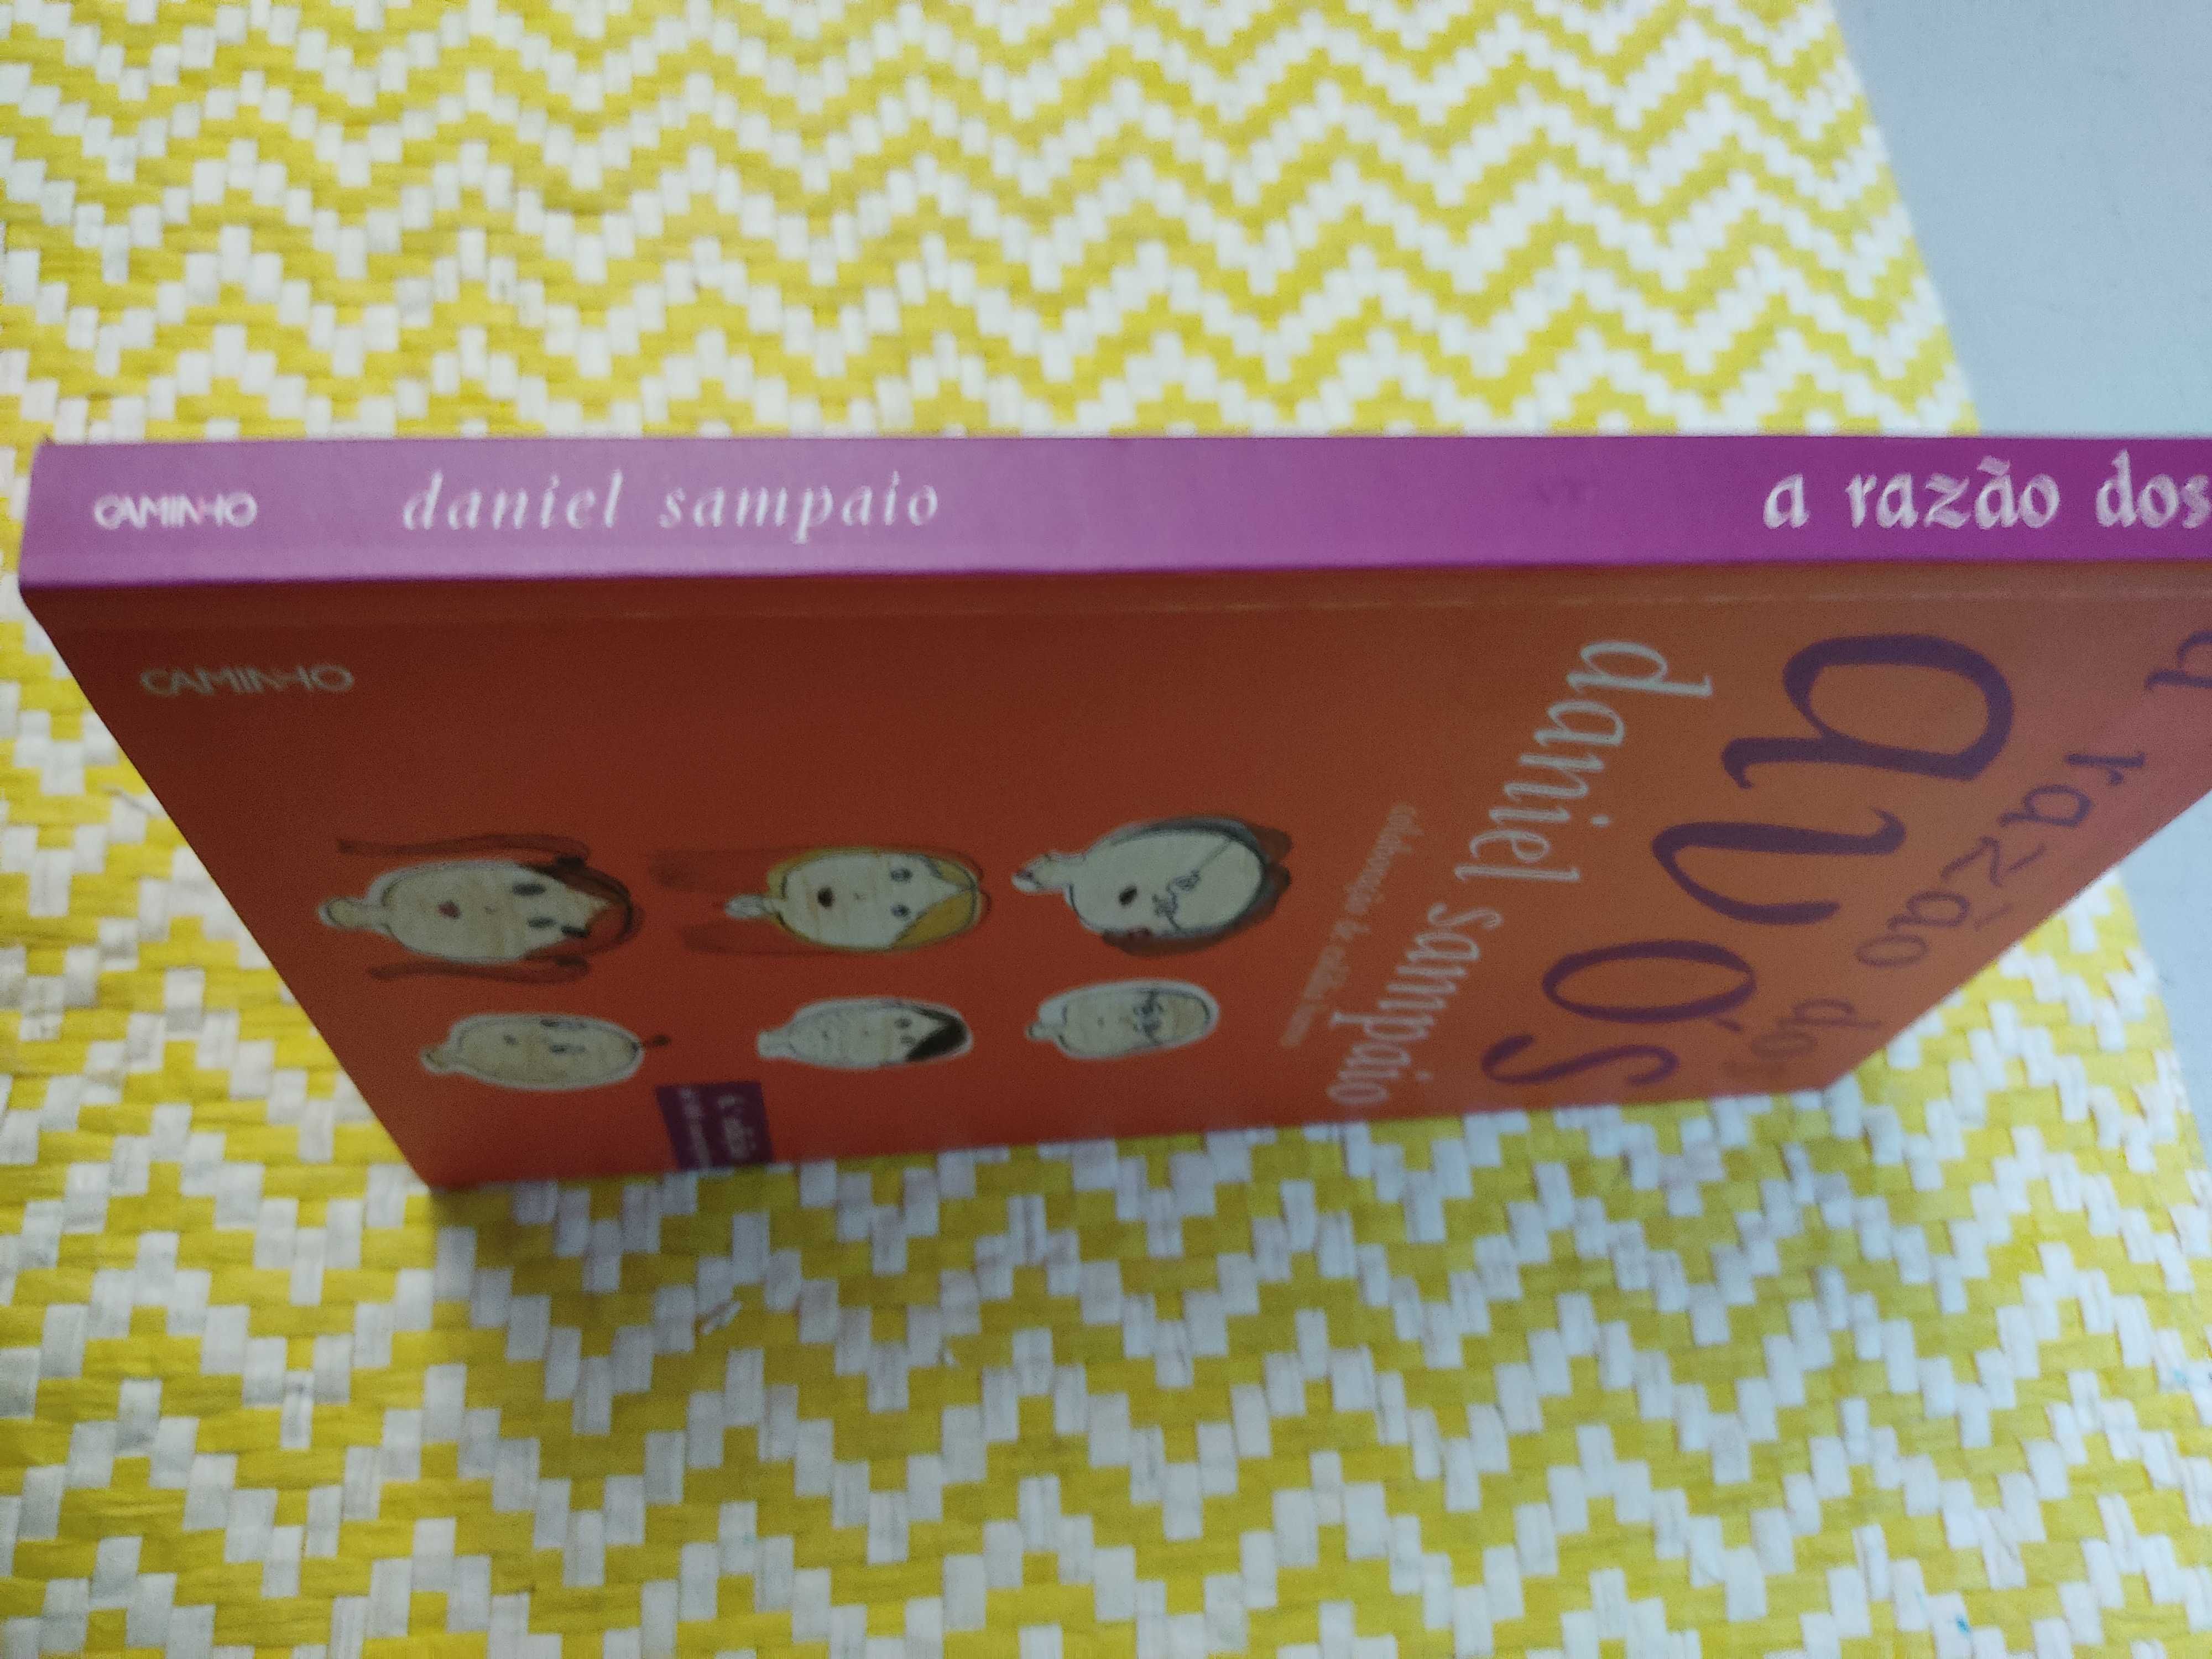 CAMINHO
daniel sampaio
a razão dos
a razão dos
avós
daniel sampaio
CAMINHO